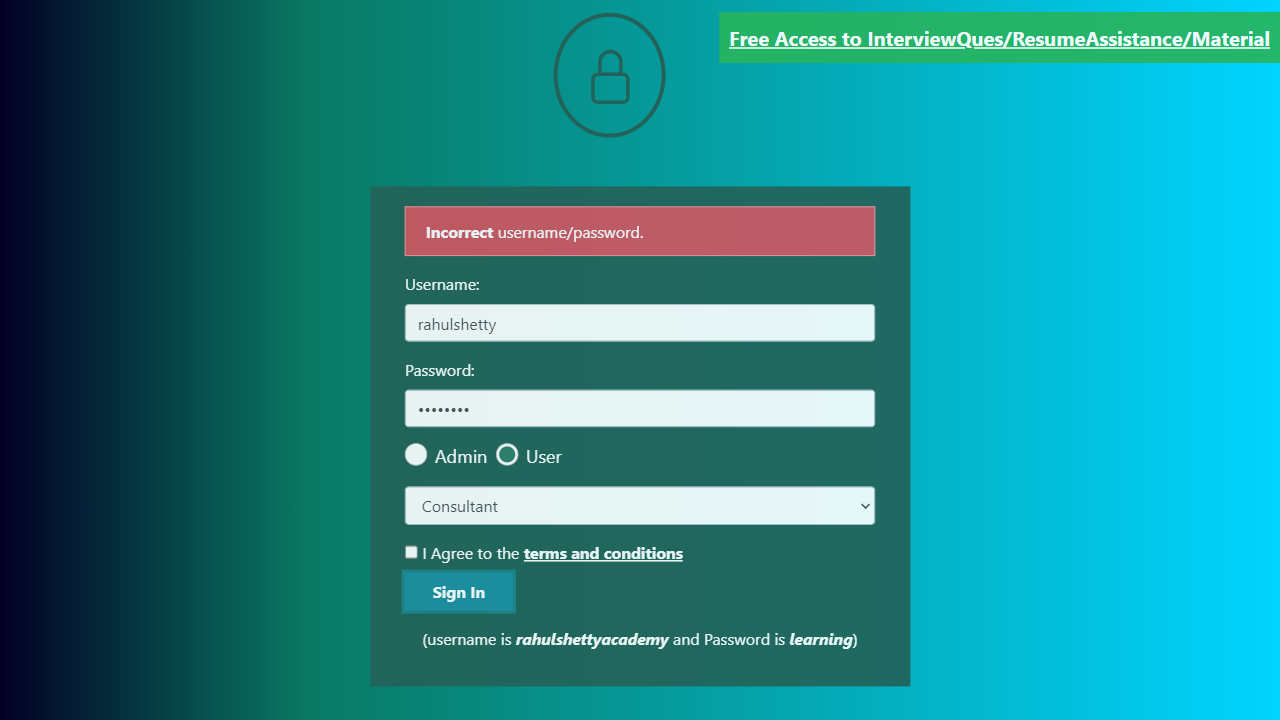 Free Access to InterviewQues/ResumeAssistance/Material
Incorrect username/password.
Username:
rahulshetty
Password:
••••••••
Admin User
Consultant
I Agree to the terms and conditions
Sign In
(username is rahulshettyacademy and Password is learning)